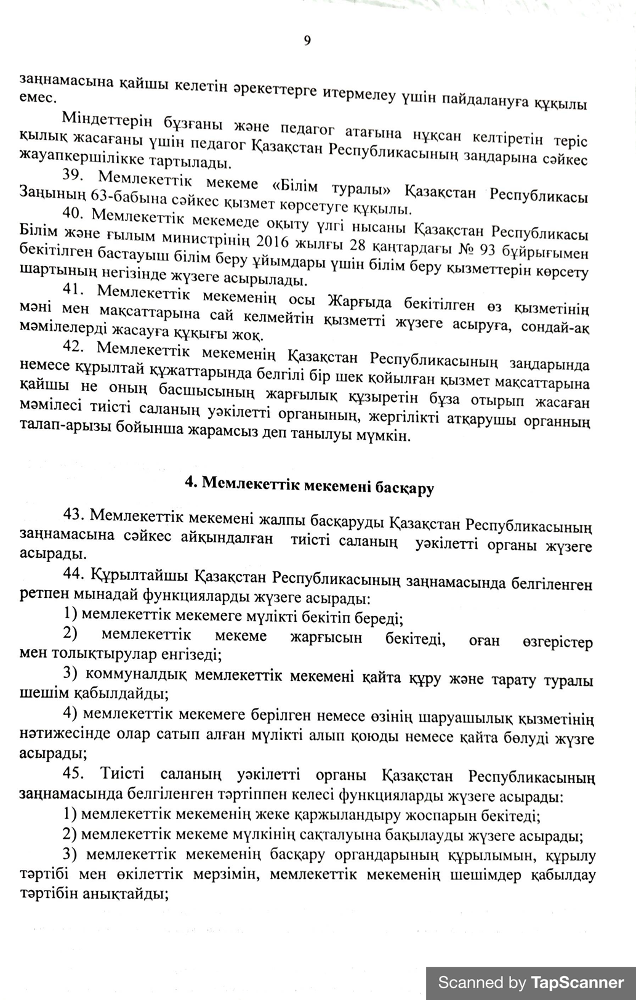 9
заңнамасына қайшы келетін әрекеттерге итермелеу үшін пайдалануға құқылы
емес.
Міндеттерін бұзғаны және педагог атағына нұқсан келтіретін теріс
қылық жасағаны үшін педагог Қазақстан Республикасының заңдарына сәйкес
жауапкершілікке тартылады.
39. Мемлекеттік мекеме «Білім туралы» Қазақстан Республикасы
Заңының 63-бабына сәйкес қызмет көрсетуге құқылы.
40. Мемлекеттік мекемеде оқыту үлгі нысаны Қазақстан Республикасы
Білім және ғылым министрінің 2016 жылғы 28 қаңтардағы № 93 бұйрығымен
бекітілген бастауыш білім беру ұйымдары үшін білім беру қызметтерін көрсету
шартының негізінде жүзеге асырылады.
41. Мемлекеттік мекеменің осы Жарғыда бекітілген өз қызметінің
мәні мен мақсаттарына сай келмейтін қызметті жүзеге асыруға, сондай-ақ
мәмілелерді жасауға құқығы жоқ.
42. Мемлекеттік мекеменің Қазақстан Республикасының заңдарында
немесе құрылтай құжаттарында белгілі бір шек қойылған қызмет мақсаттарына
қайшы не оның басшысының жарғылық құзыретін бұза отырып жасаған
мәмілесі тиісті саланың уәкілетті органының, жергілікті атқарушы органның
талап-арызы бойынша жарамсыз деп танылуы мүмкін.
4. Мемлекеттік мекемені басқару
43. Мемлекеттік мекемені жалпы басқаруды Қазақстан Республикасының
заңнамасына сәйкес айқындалған тиісті саланың уәкілетті органы жүзеге
асырады.
44. Құрылтайшы Қазақстан Республикасының заңнамасында белгіленген
ретпен мынадай функцияларды жүзеге асырады:
1) мемлекеттік мекемеге мүлікті бекітіп береді;
2) мемлекеттік мекеме жарғысын бекітеді, оған өзгерістер
мен толықтырулар енгізеді;
3) коммуналдық мемлекеттік мекемені қайта құру және тарату туралы
шешім қабылдайды;
4) мемлекеттік мекемеге берілген немесе өзінің шаруашылық қызметінің
нәтижесінде олар сатып алған мүлікті алып қоюды немесе қайта бөлуді жүзге
асырады;
45. Тиісті саланың уәкілетті органы Қазақстан Республикасының
заңнамасында белгіленген тәртіппен келесі функцияларды жүзеге асырады:
1) мемлекеттік мекеменің жеке қаржыландыру жоспарын бекітеді;
2) мемлекеттік мекеме мүлкінің сақталуына бақылауды жүзеге асырады;
3) мемлекеттік мекеменің басқару органдарының құрылымын, құрылу
тәртібі мен өкілеттік мерзімін, мемлекеттік мекеменің шешімдер қабылдау
тәртібін анықтайды;
Scanned by TapScanner